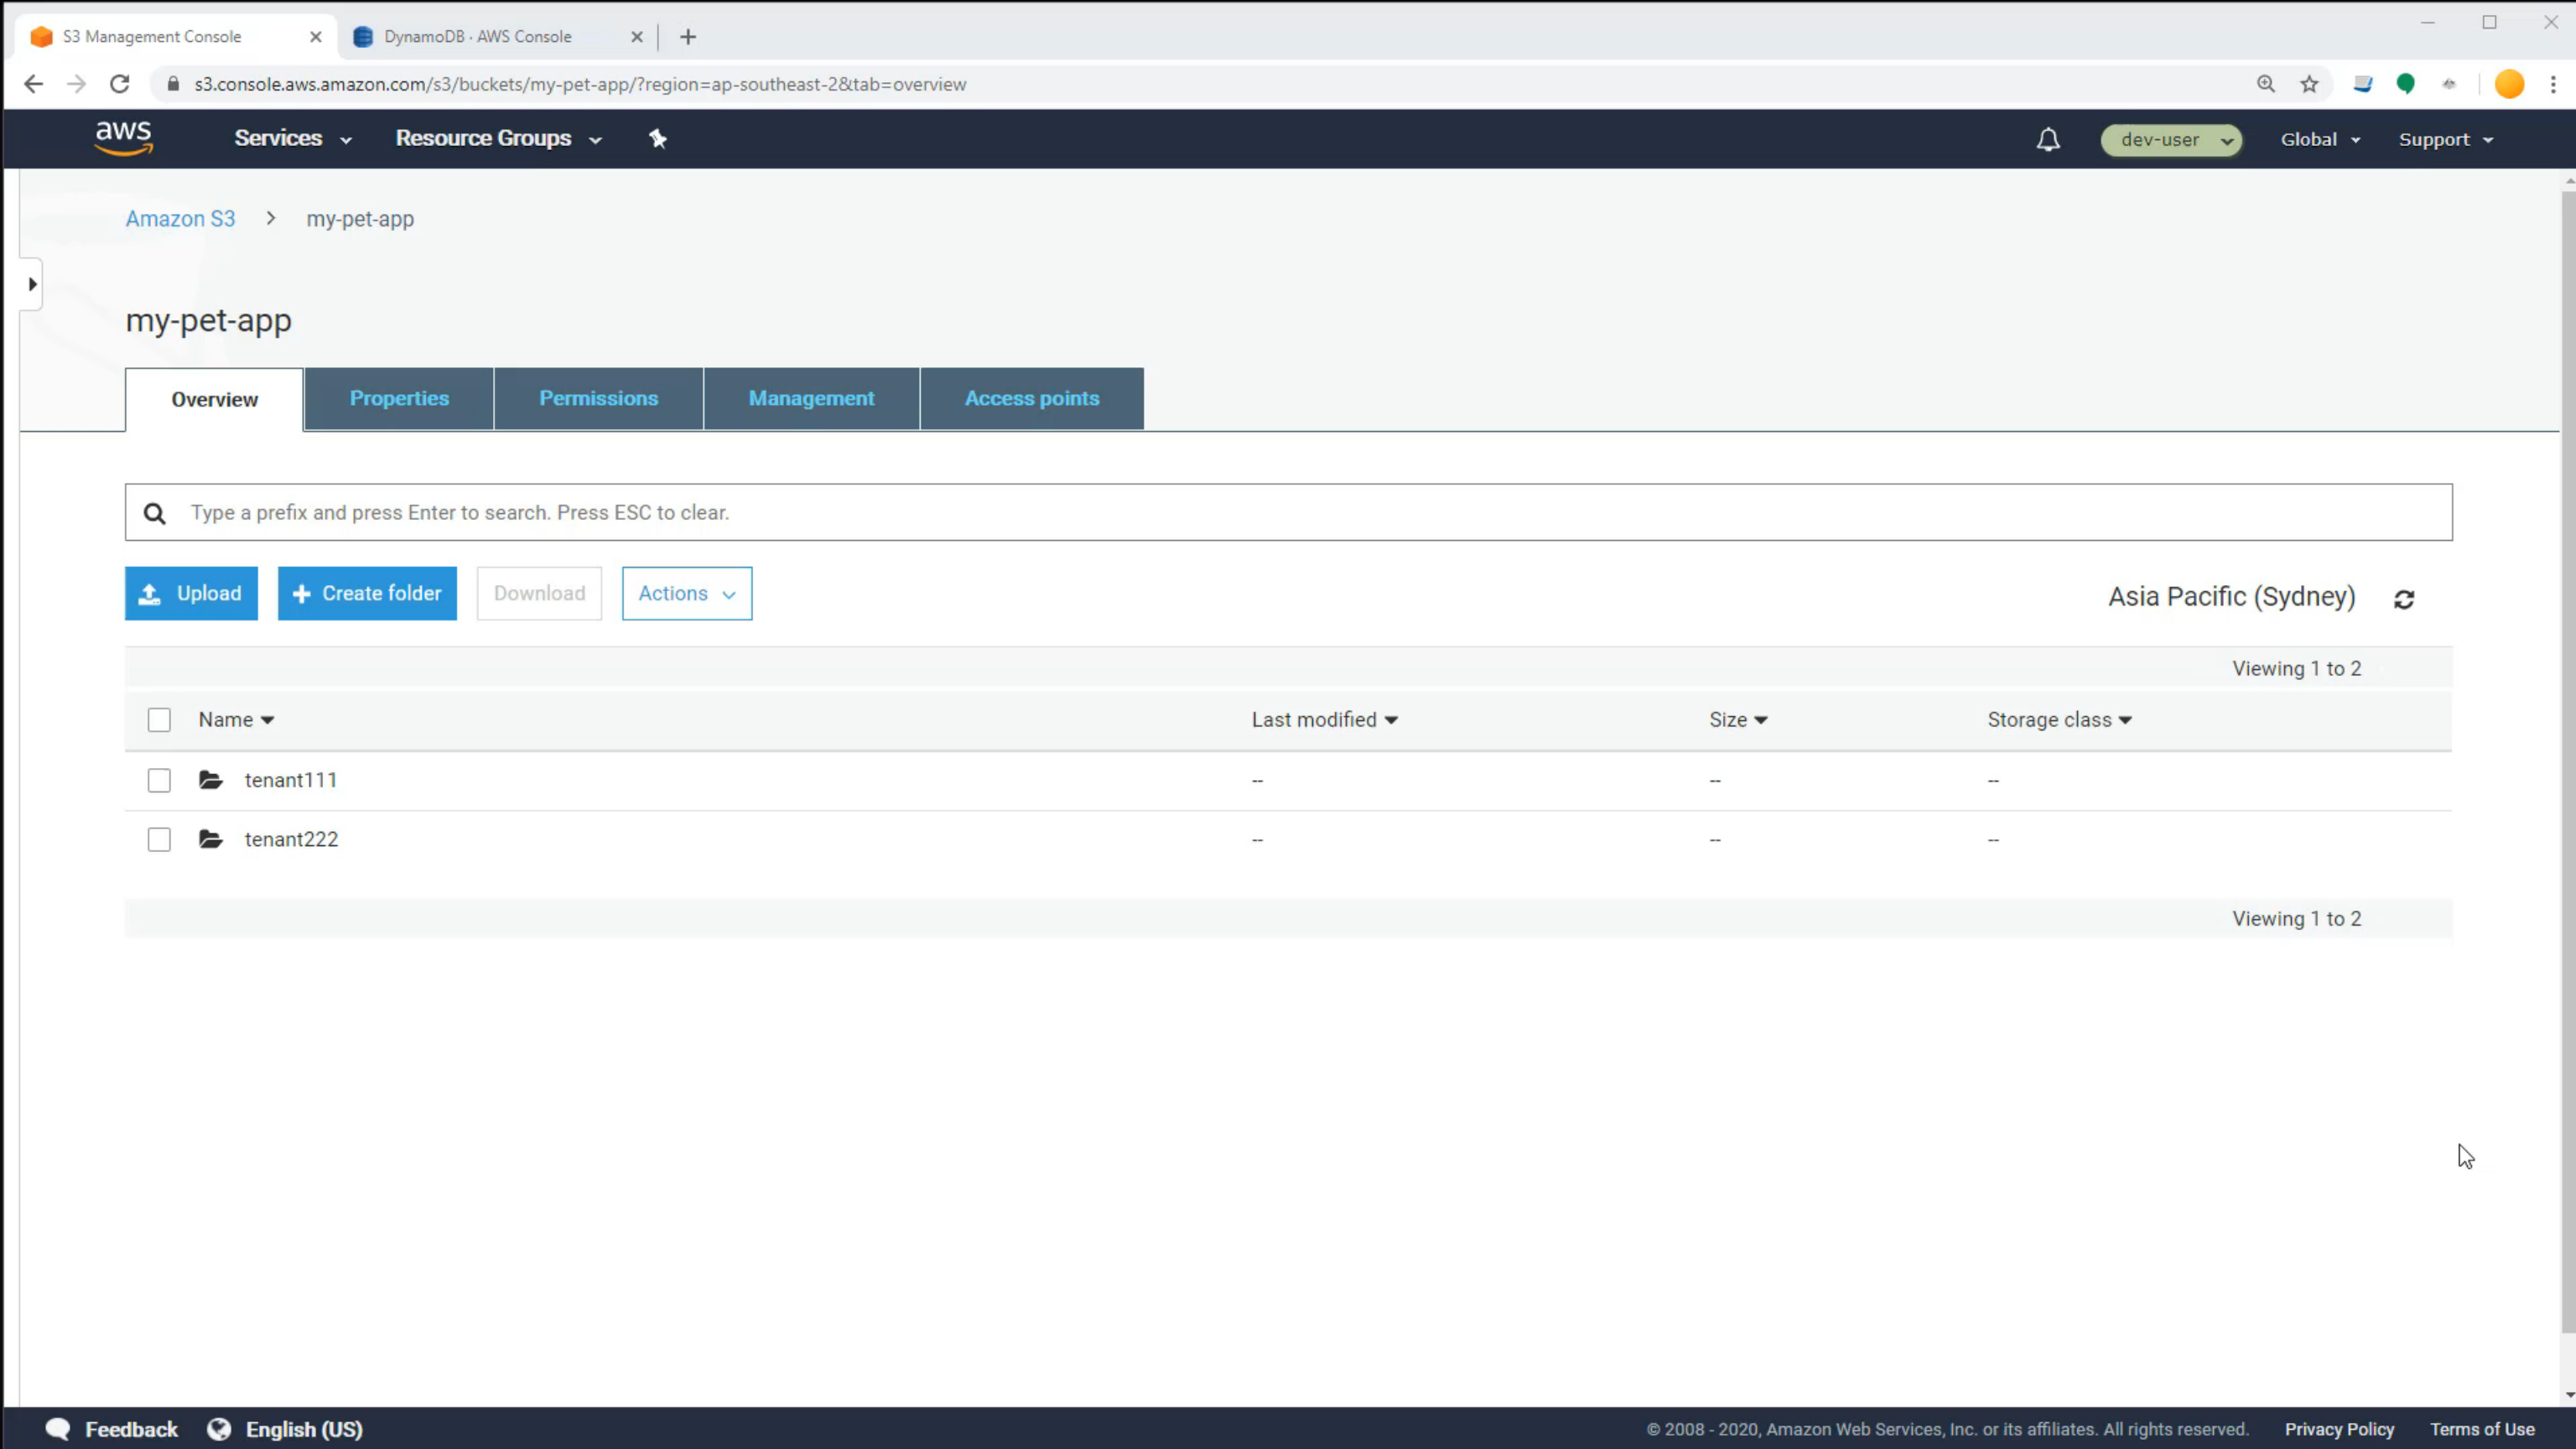 S3 Management Console
DynamoDB · AWS Console
s3.console.aws.amazon.com/s3/buckets/my-pet-app/?region=ap-southeast-2&tab=overview
aws Services Resource Groups dev-user Global Support
Amazon S3 > my-pet-app
my-pet-app
Overview Properties Permissions Management Access points
Type a prefix and press Enter to search. Press ESC to clear.
Upload + Create folder Download Actions Asia Pacific (Sydney)
Viewing 1 to 2
Name Last modified Size Storage class
tenant111 -- -- --
tenant222 -- -- --
Viewing 1 to 2
Feedback English (US) © 2008 - 2020, Amazon Web Services, Inc. or its affiliates. All rights reserved. Privacy Policy Terms of Use